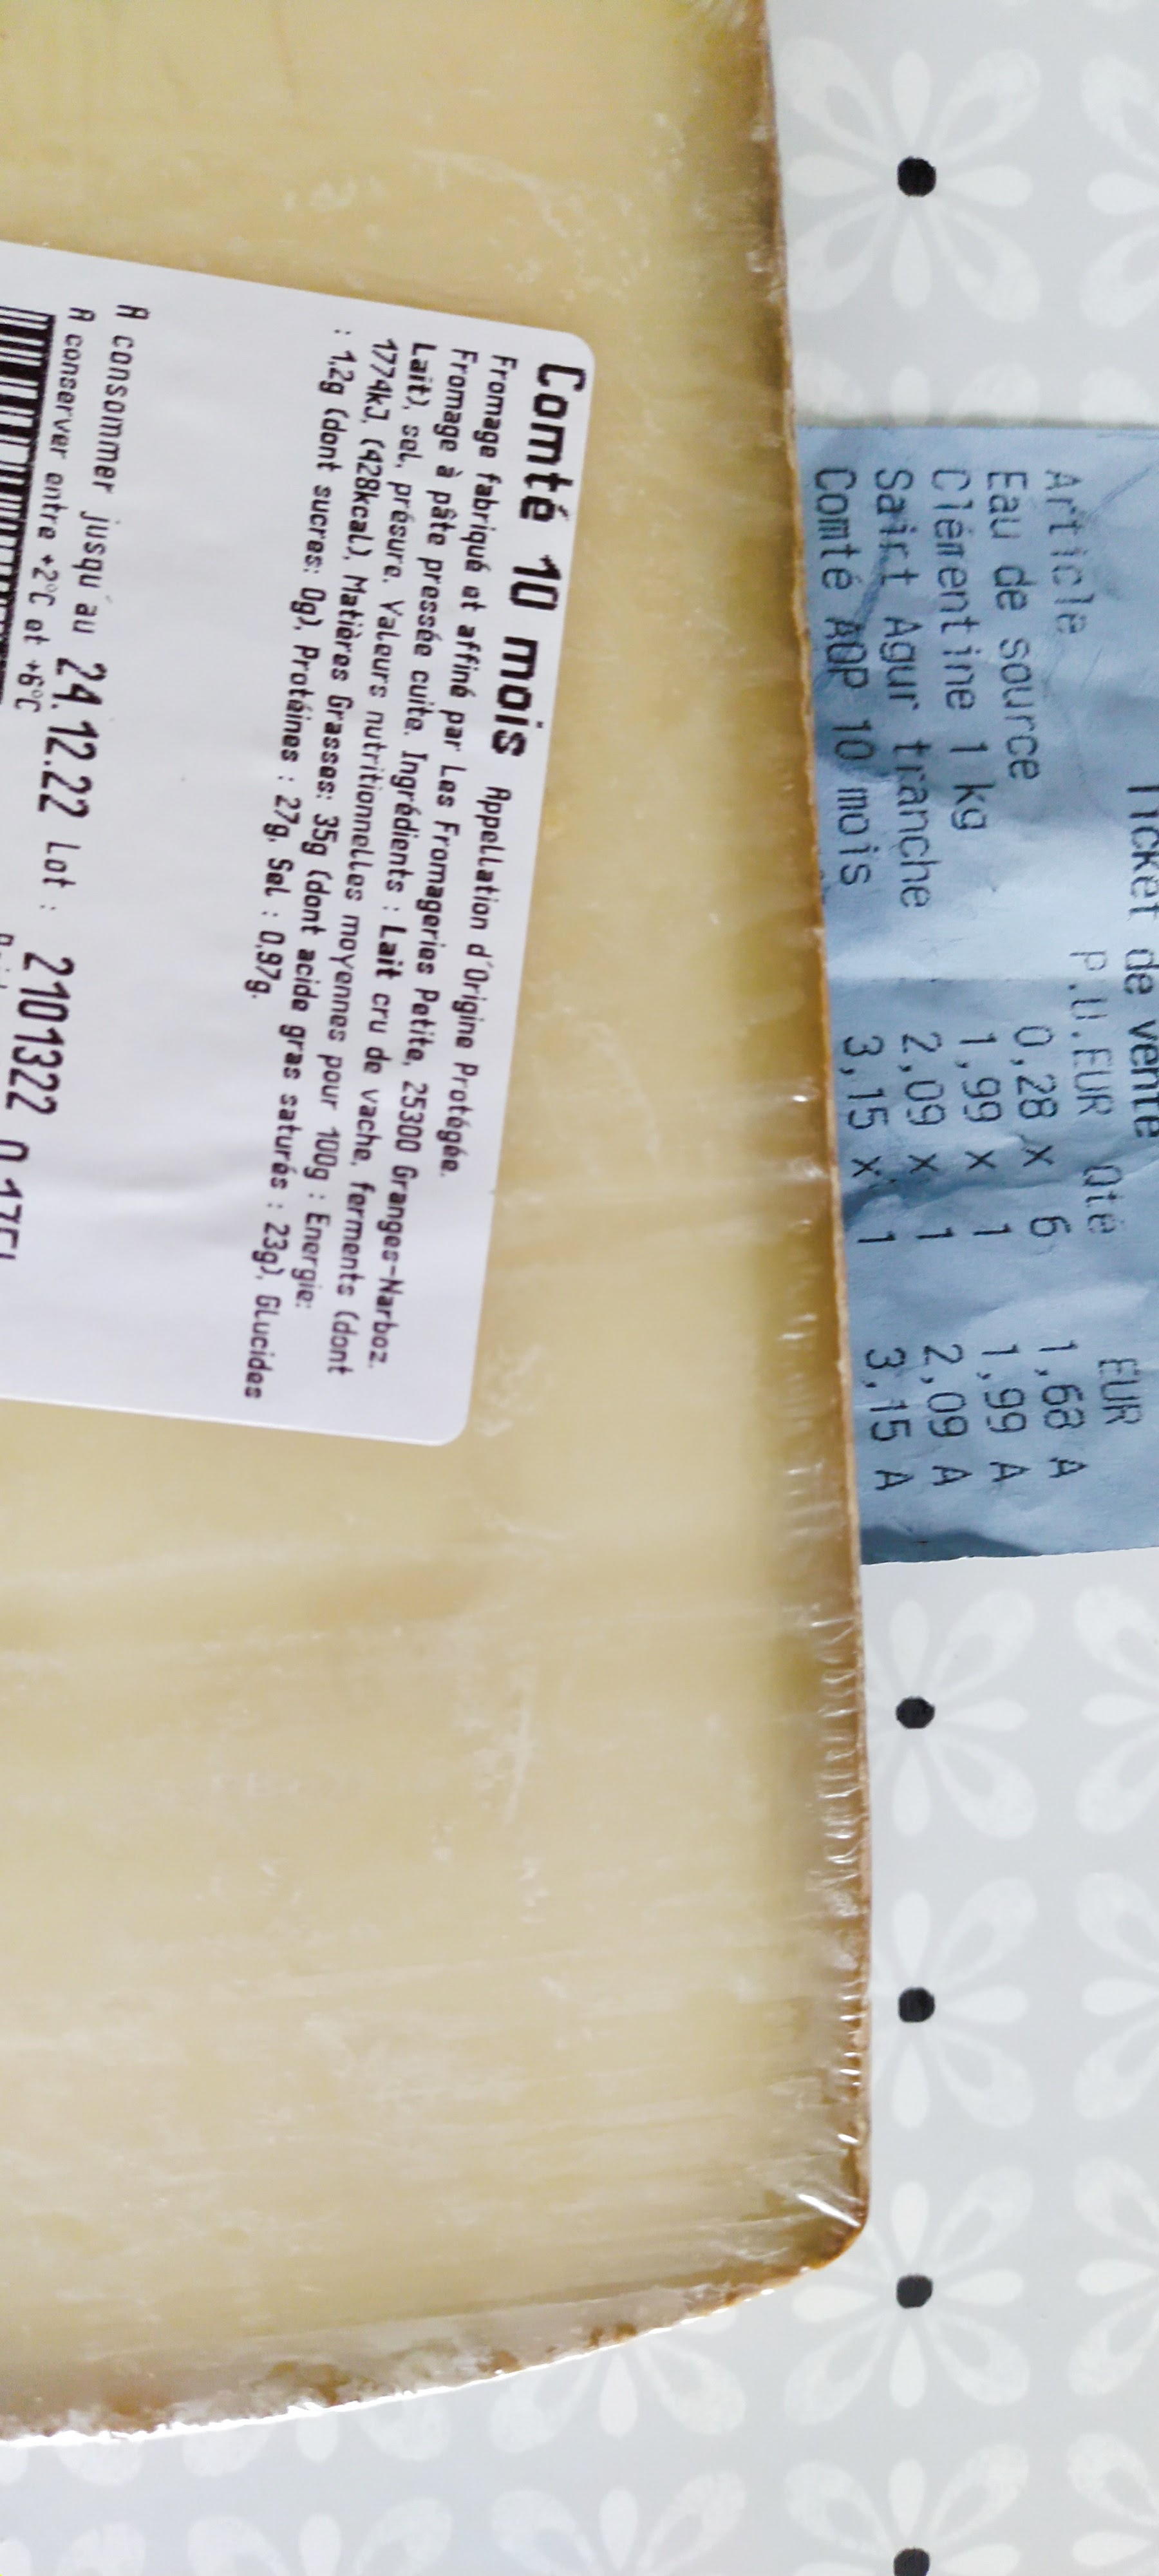 Ticket de vente
Article P.U.EUR Qté EUR
Eau de source 0,28 x 6 1,68 A
Clémentine 1 kg 1,99 x 1 1,99 A
Saint Agur tranche 2,09 x 1 2,09 A
Comté AOP 10 mois 3,15 x 1 3,15 A
Comté 10 mois Appellation d'Origine Protégée.
Fromage fabriqué et affiné par Les Fromageries Petite, 25300 Granges-Narboz.
Fromage à pâte pressée cuite. Ingrédients : Lait cru de vache, ferments (dont
Lait), sel, présure. Valeurs nutritionnelles moyennes pour 100g : Energie:
1774kJ, (428kcal), Matières Grasses: 35g (dont acide gras saturés : 23g), Glucides
: 1,2g (dont sucres: 0g), Protéines : 27g, Sel : 0,97g.
A consommer jusqu'au 24.12.22 Lot : 2101322
A conserver entre +2°C et +6°C